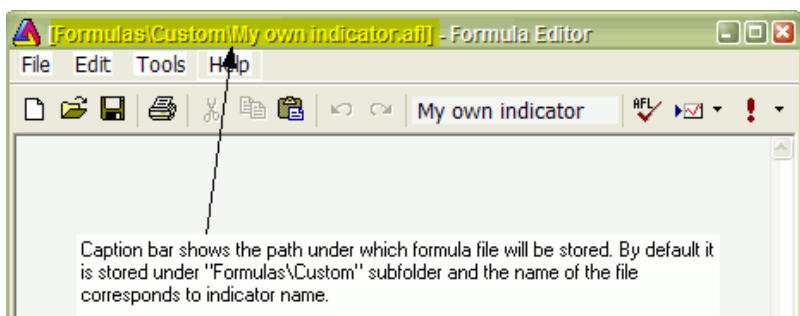 [Formulas\Custom\My own indicator.afl] - Formula Editor
File Edit Tools Help
My own indicator AFL
Caption bar shows the path under which formula file will be stored. By default it
is stored under "Formulas\Custom" subfolder and the name of the file
corresponds to indicator name.